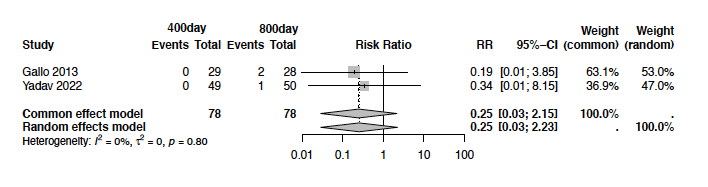 400day 800day Weight Weight
Study Events Total Events Total Risk Ratio RR 95%−CI (common) (random)
Gallo 2013 0 29 2 28 0.19 [0.01; 3.85] 63.1% 53.0%
Yadav 2022 0 49 1 50 0.34 [0.01; 8.15] 36.9% 47.0%
Common effect model 78 78 0.25 [0.03; 2.15] 100.0% .
Random effects model 0.25 [0.03; 2.23] . 100.0%
Heterogeneity: I² = 0%, τ² = 0, p = 0.80
0.01 0.1 1 10 100